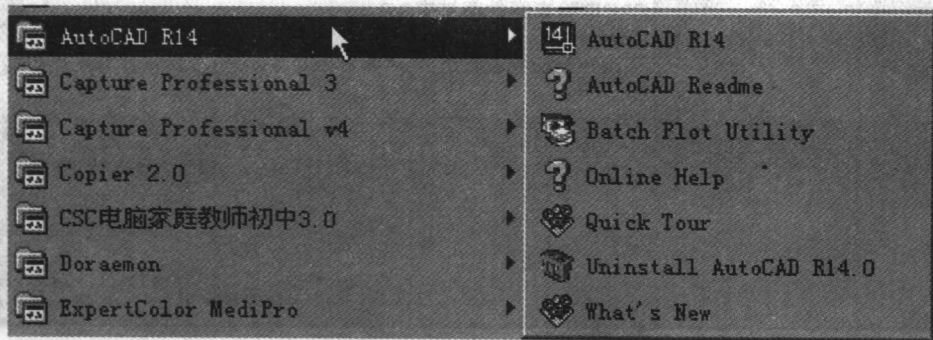 AutoCAD R14
Capture Professional 3
Capture Professional v4
Copier 2.0
CSC电脑家庭教师初中3.0
Doraemon
ExpertColor MediPro
14
AutoCAD R14
AutoCAD Readme
Batch Plot Utility
Online Help
Quick Tour
Uninstall AutoCAD R14.0
What's New